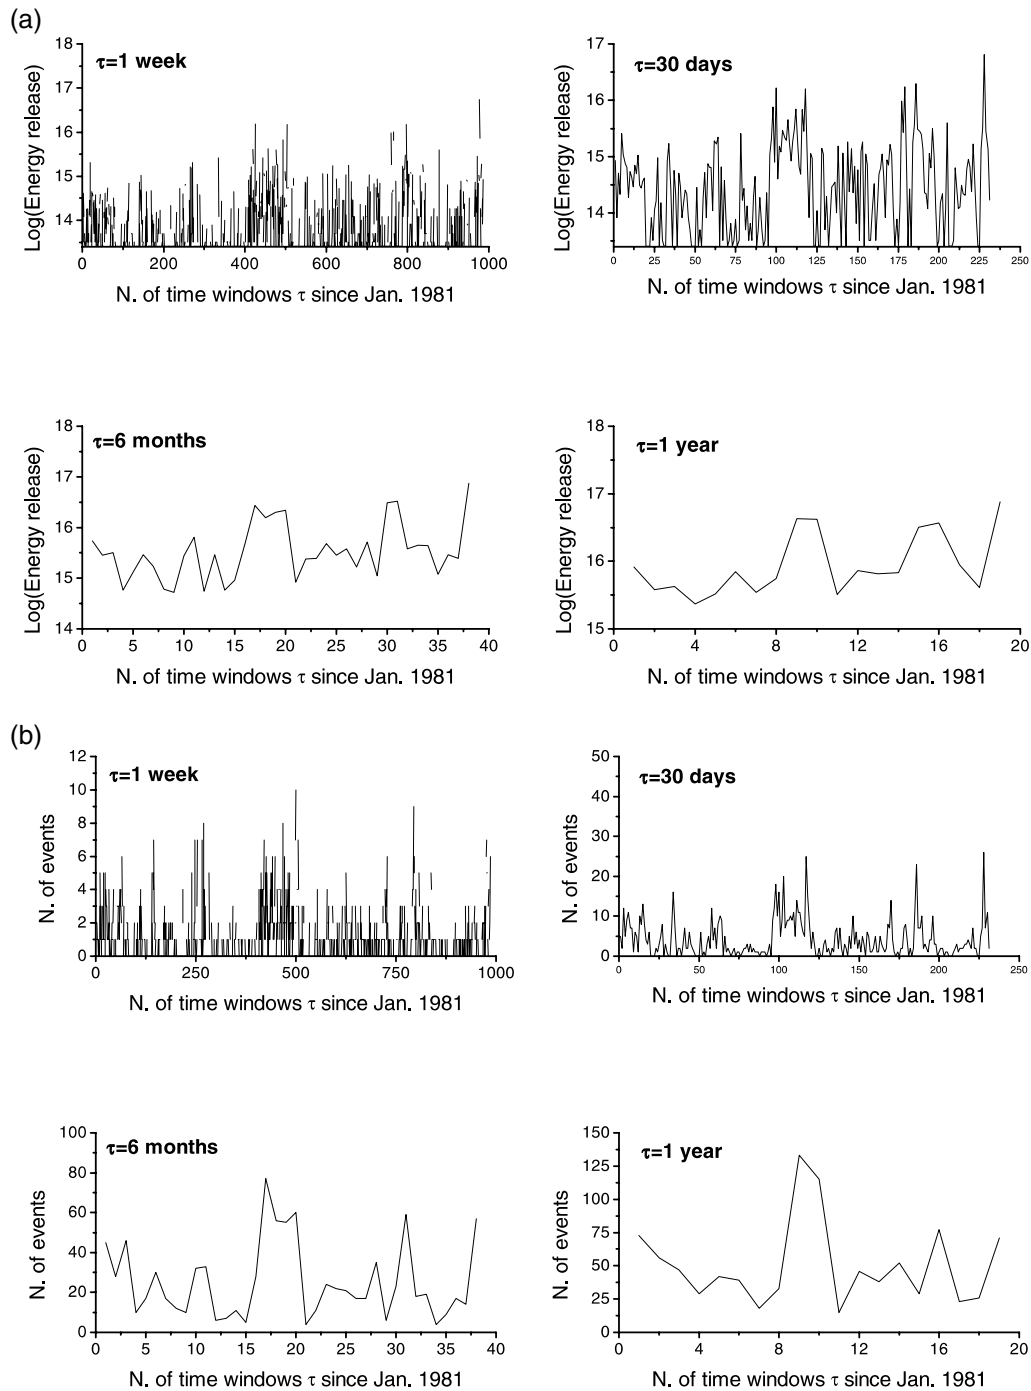 (a)
τ=1 week
Log(Energy release)
18
17
16
15
14
0 200 400 600 800 1000
N. of time windows τ since Jan. 1981
τ=30 days
Log(Energy release)
17
16
15
14
0 25 50 75 100 125 150 175 200 225 250
N. of time windows τ since Jan. 1981
τ=6 months
Log(Energy release)
18
17
16
15
14
0 5 10 15 20 25 30 35 40
N. of time windows τ since Jan. 1981
τ=1 year
Log(Energy release)
18
17
16
15
4 8 12 16 20
N. of time windows τ since Jan. 1981
(b)
τ=1 week
N. of events
12
10
8
6
4
2
0
0 250 500 750 1000
N. of time windows τ since Jan. 1981
τ=30 days
N. of events
50
40
30
20
10
0
0 50 100 150 200 250
N. of time windows τ since Jan. 1981
τ=6 months
N. of events
100
80
60
40
20
0
0 5 10 15 20 25 30 35 40
N. of time windows τ since Jan. 1981
τ=1 year
N. of events
150
125
100
75
50
25
0
0 4 8 12 16 20
N. of time windows τ since Jan. 1981